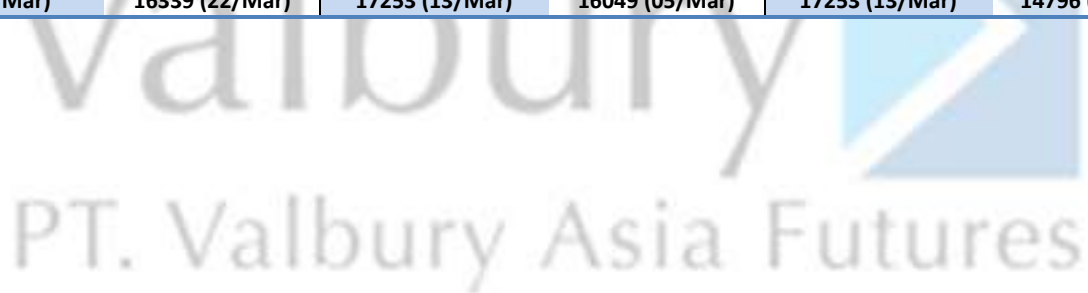 Mar) 16339 (22/Mar) 17253 (13/Mar) 16049 (05/Mar) 17253 (13/Mar) 14796
Valbury
PT. Valbury Asia Futures